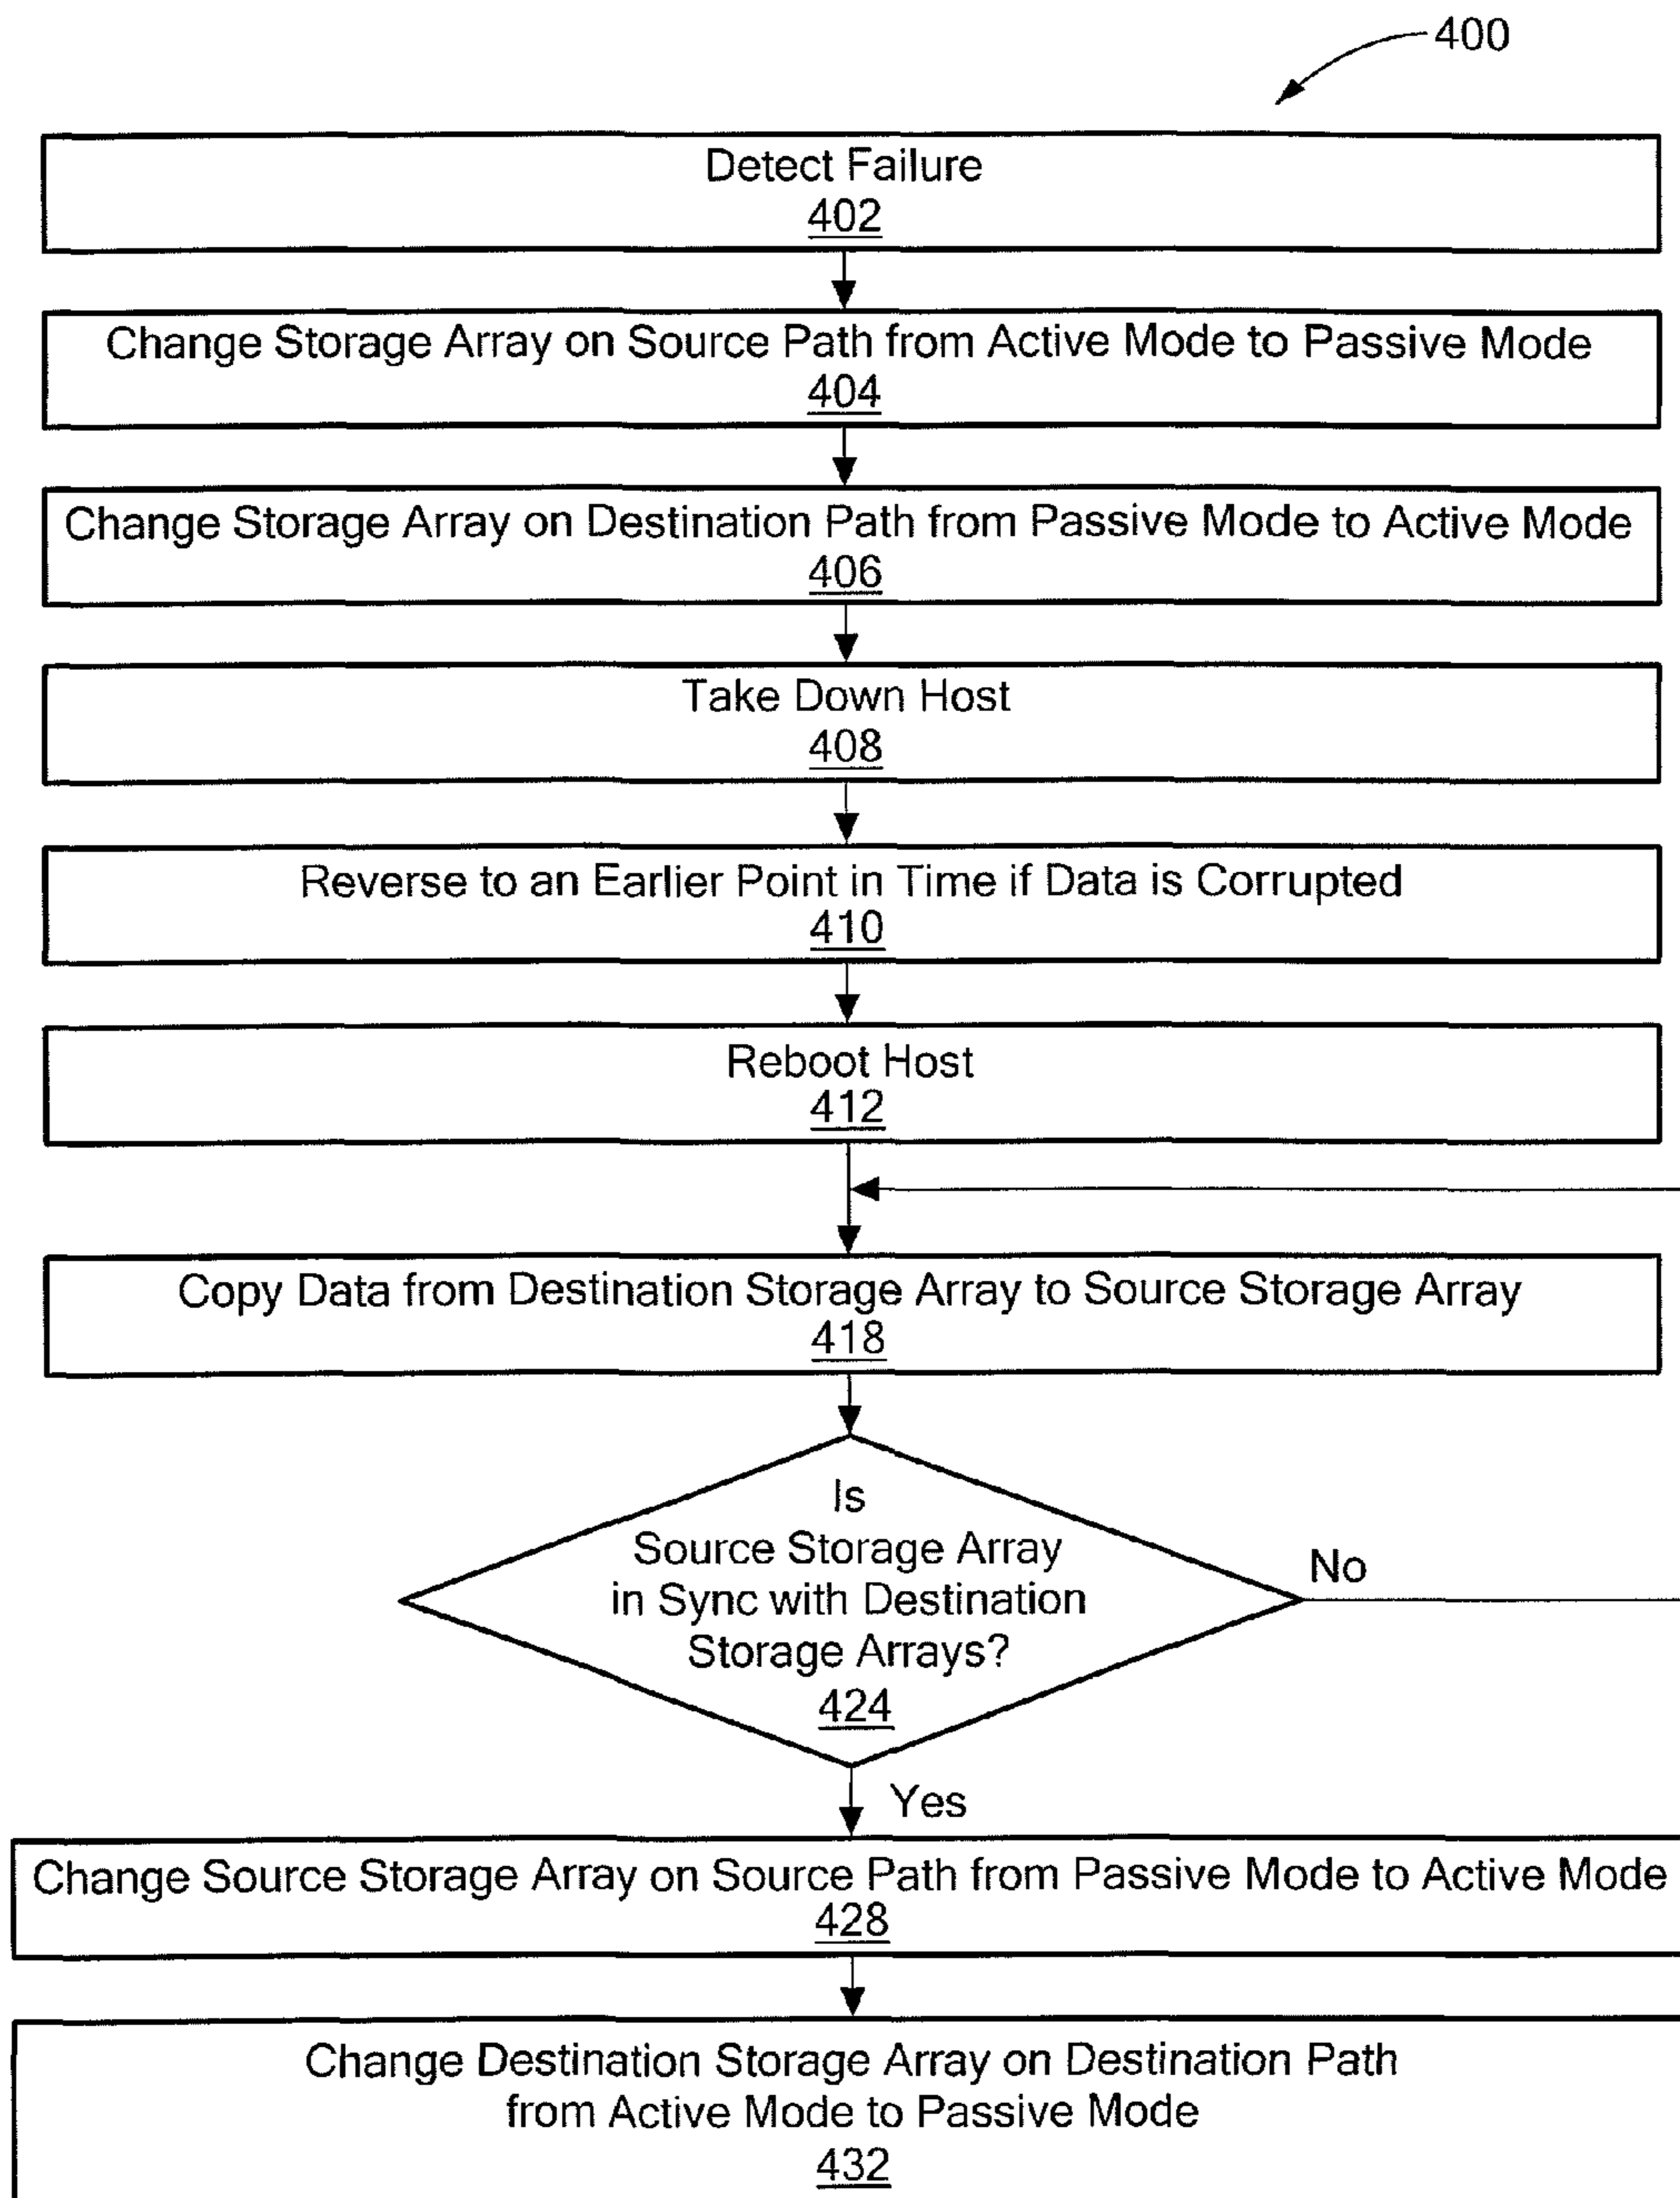 400
Detect Failure
402
Change Storage Array on Source Path from Active Mode to Passive Mode
404
Change Storage Array on Destination Path from Passive Mode to Active Mode
406
Take Down Host
408
Reverse to an Earlier Point in Time if Data is Corrupted
410
Reboot Host
412
Copy Data from Destination Storage Array to Source Storage Array
418
Is
Source Storage Array
in Sync with Destination
Storage Arrays?
424
No
Yes
Change Source Storage Array on Source Path from Passive Mode to Active Mode
428
Change Destination Storage Array on Destination Path
from Active Mode to Passive Mode
432